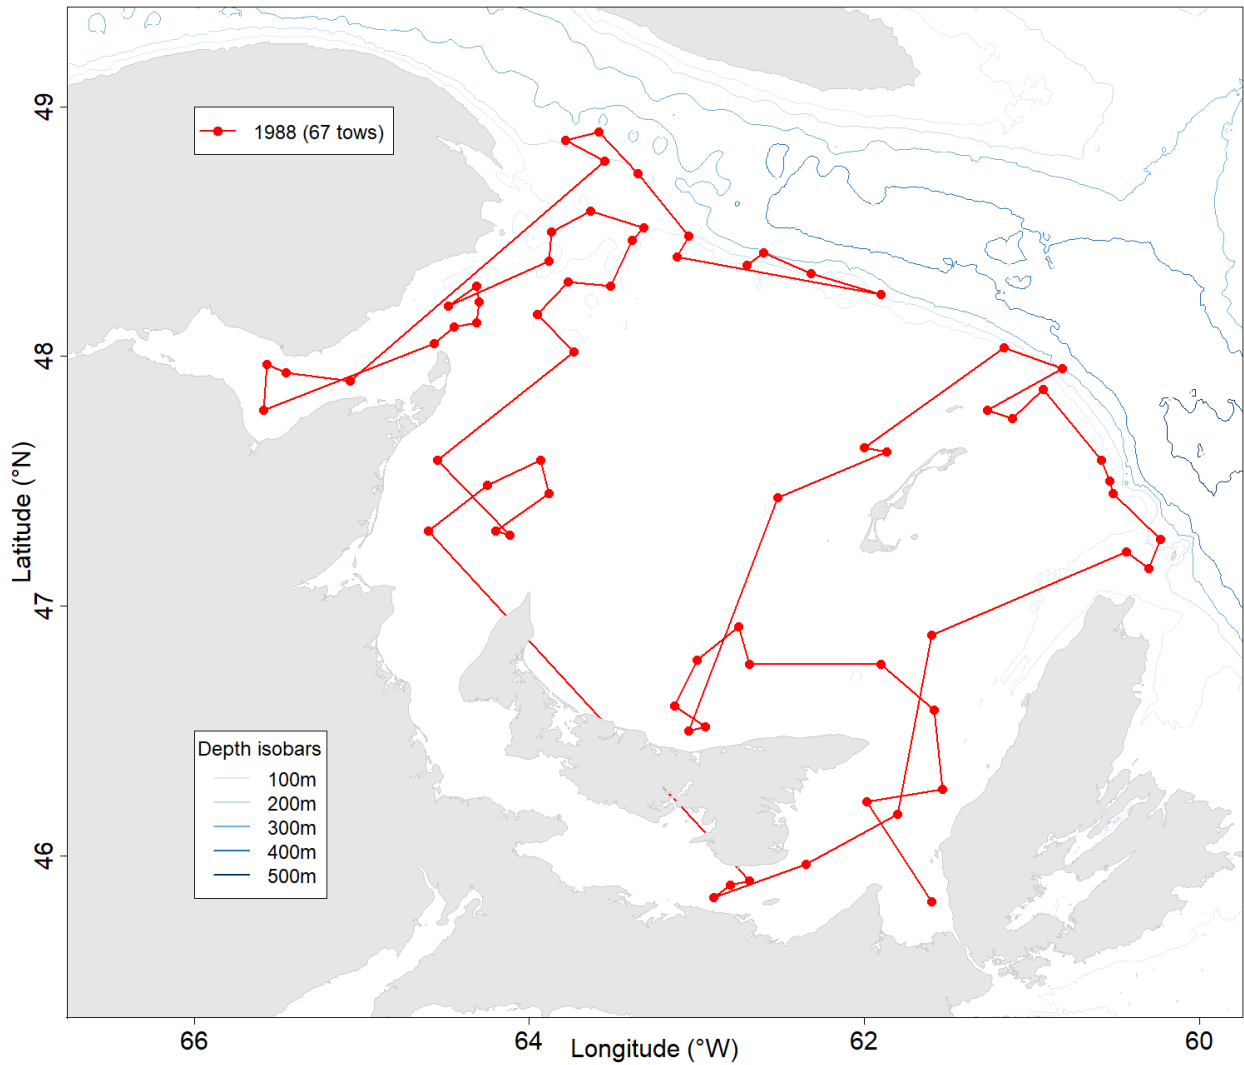 49
48
47
46
Latitude (°N)
1988 (67 tows)
Depth isobars
100m
200m
300m
400m
500m
66
64
62
60
Longitude (°W)